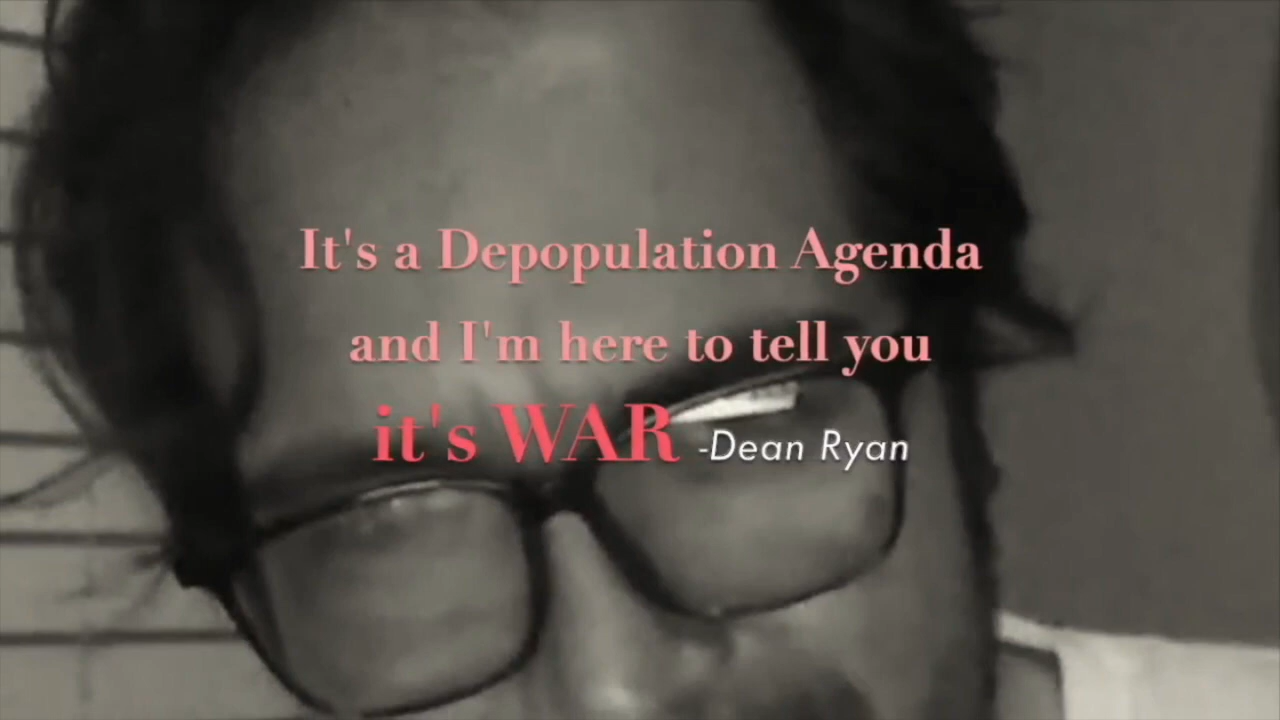 It's a Depopulation Agenda
and I'm here to tell you
it's WAR -Dean Ryan